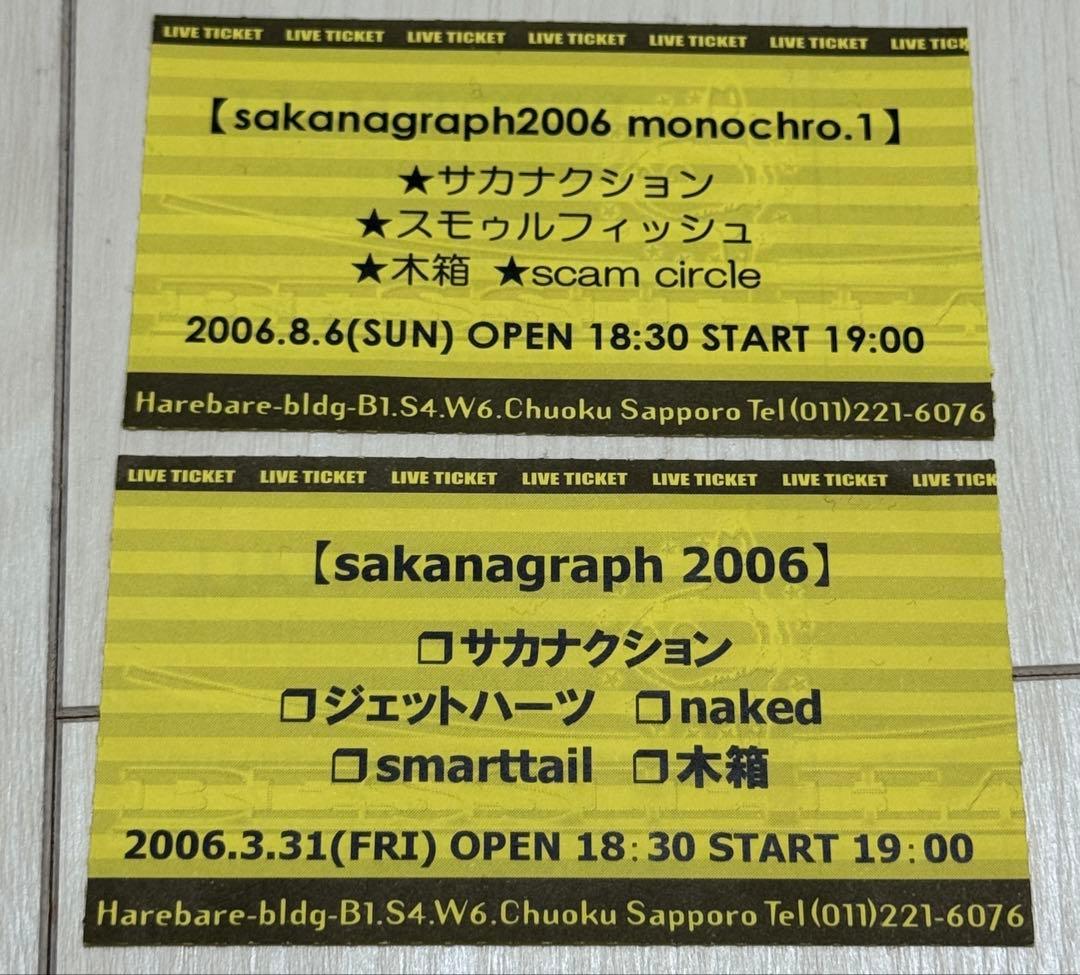 LIVE TICKET LIVE TICKET LIVE TICKET LIVE TICKET LIVE TICKET LIVE TICKET LIVE TICK
【sakanagraph2006 monochro.1】
★サカナクション
★スモゥルフィッシュ
★木箱 ★scam circle
2006.8.6(SUN) OPEN 18:30 START 19:00
Harebare-bldg-B1.S4.W6.Chuoku Sapporo Tel(011)221-6076
LIVE TICKET LIVE TICKET LIVE TICKET LIVE TICKET LIVE TICKET LIVE TICKET LIVE TICK
【sakanagraph 2006】
❒サカナクション
❒ジェットハーツ ❒naked
❒smarttail ❒木箱
2006.3.31(FRI) OPEN 18:30 START 19:00
Harebare-bldg-B1.S4.W6.Chuoku Sapporo Tel(011)221-6076